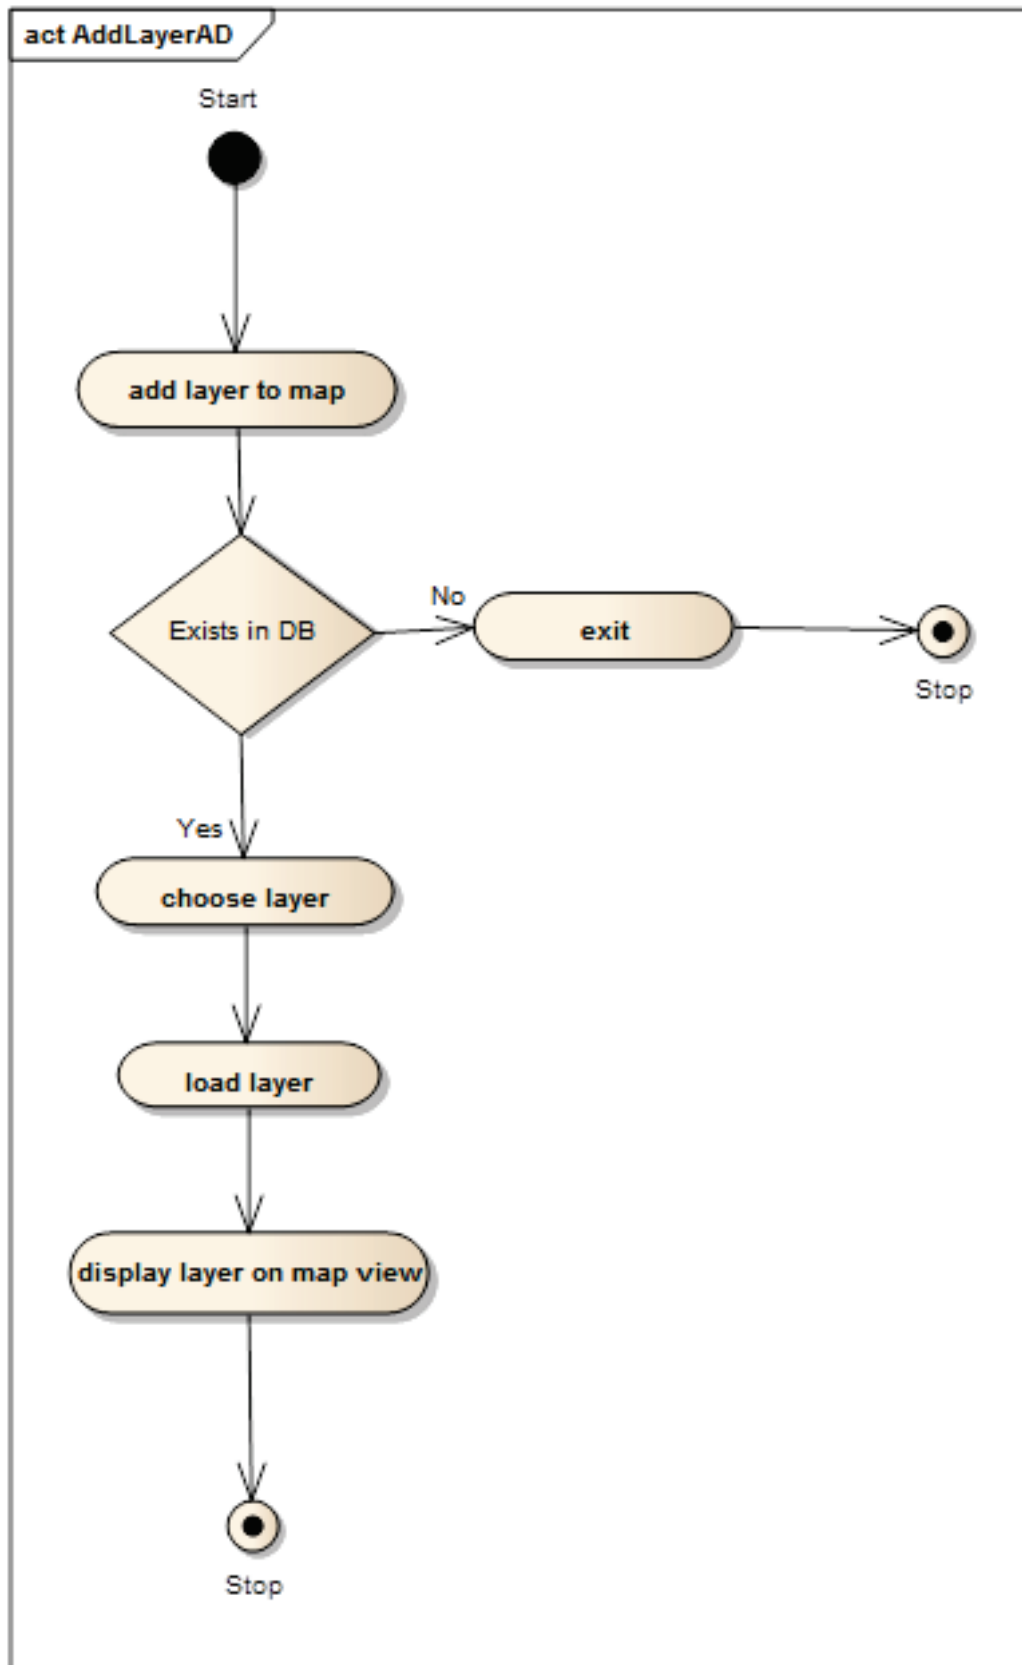 act AddLayerAD
Start
add layer to map
Exists in DB
No
exit
Stop
Yes
choose layer
load layer
display layer on map view
Stop